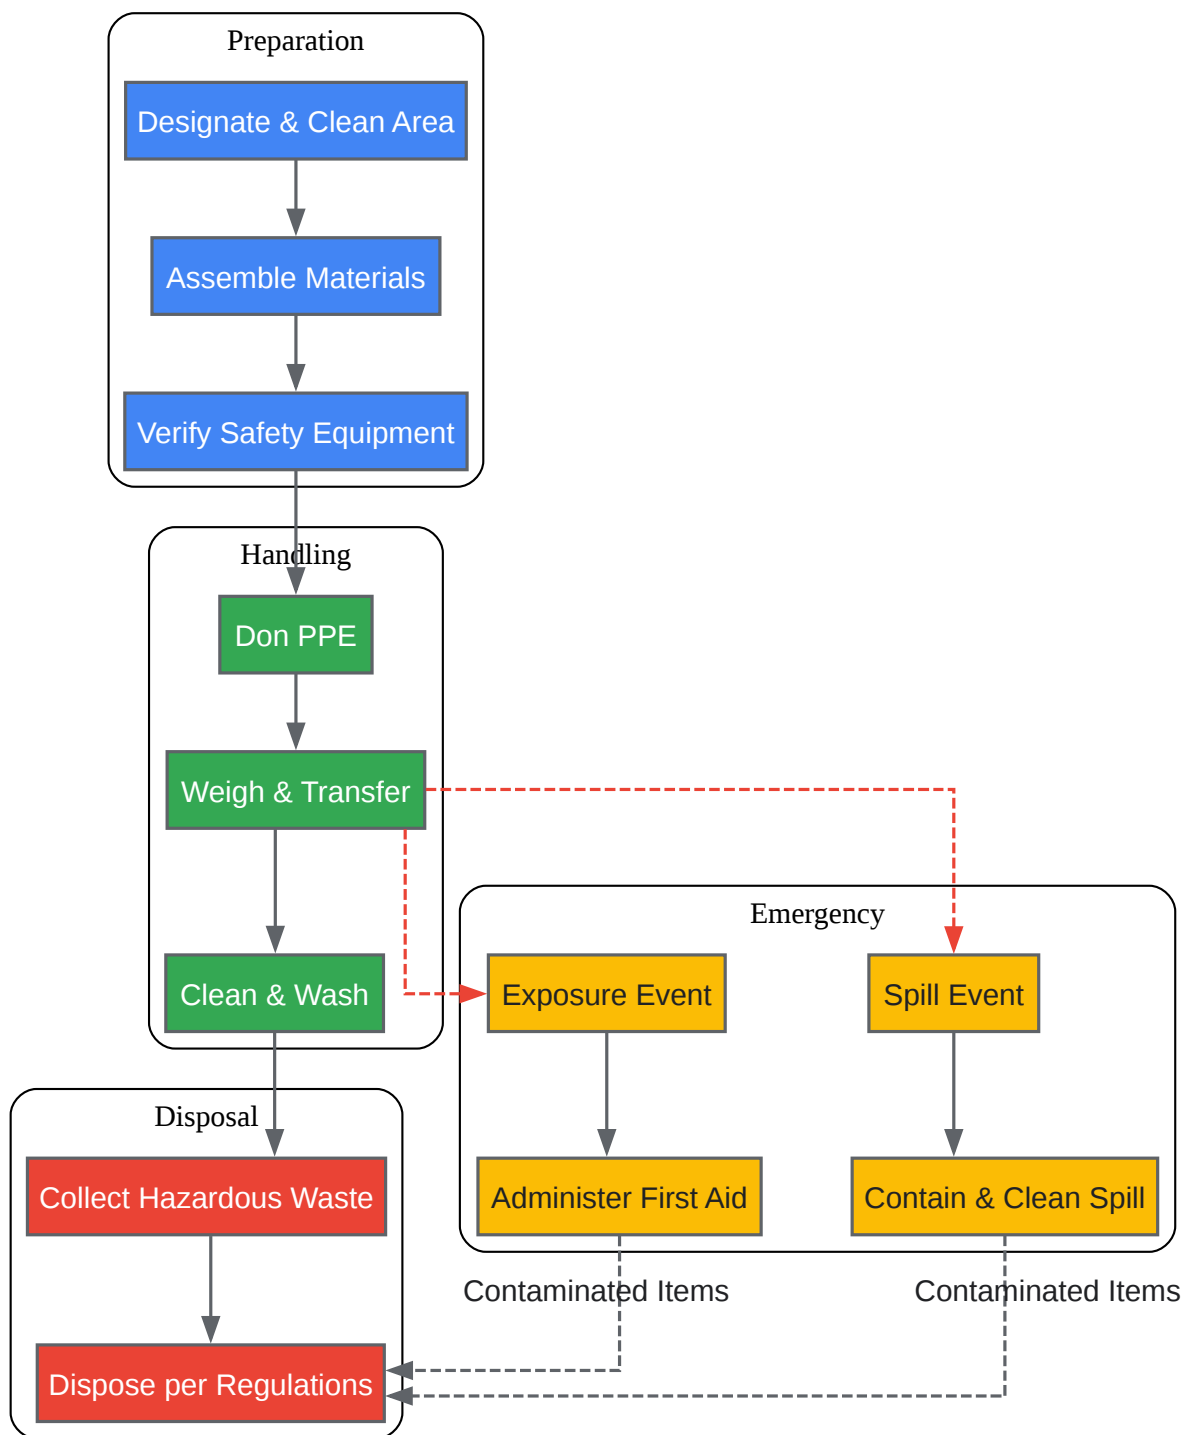 Preparation
Designate & Clean Area
Assemble Materials
Verify Safety Equipment
Handling
Don PPE
Weigh & Transfer
Clean & Wash
Emergency
Exposure Event
Spill Event
Administer First Aid
Contain & Clean Spill
Contaminated Items
Contaminated Items
Disposal
Collect Hazardous Waste
Dispose per Regulations